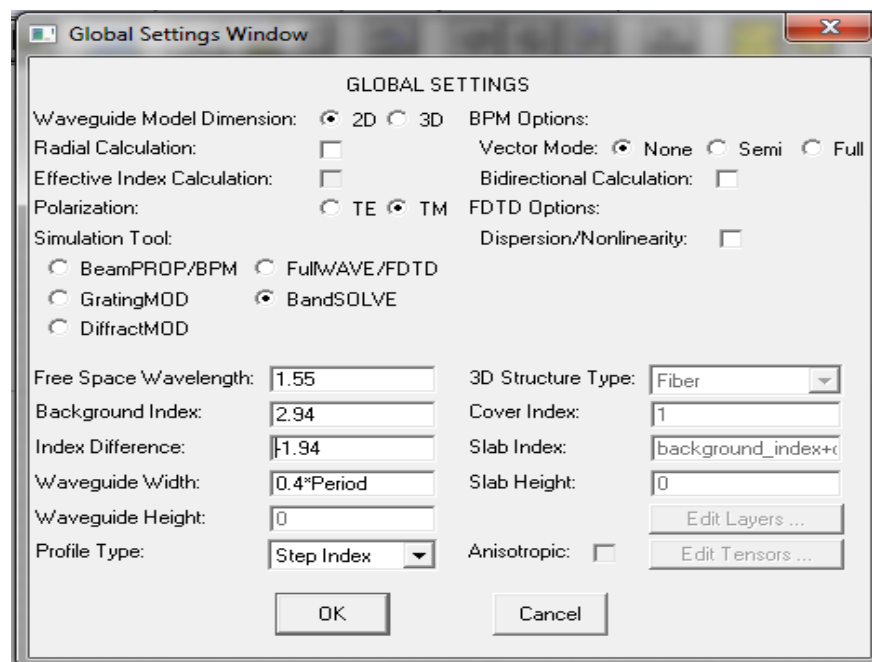 Global Settings Window
GLOBAL SETTINGS
Waveguide Model Dimension: 2D 3D BPM Options:
Radial Calculation: Vector Mode: None Semi Full
Effective Index Calculation: Bidirectional Calculation:
Polarization: TE TM FDTD Options:
Simulation Tool: Dispersion/Nonlinearity:
BeamPROP/BPM FullWAVE/FDTD
GratingMOD BandSOLVE
DiffractMOD
Free Space Wavelength: 1.55 3D Structure Type: Fiber
Background Index: 2.94 Cover Index: 1
Index Difference: -1.94 Slab Index: background_index+
Waveguide Width: 0.4*Period Slab Height: 0
Waveguide Height: 0 Edit Layers ...
Profile Type: Step Index Anisotropic: Edit Tensors ...
OK Cancel